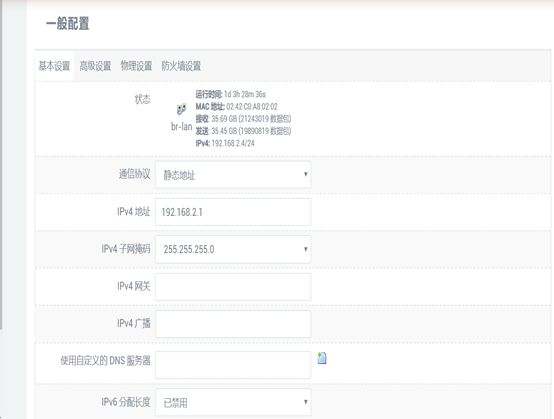 一般配置
基本设置 高级设置 物理设置 防火墙设置
状态
br-lan
运行时间: 1d 3h 28m 36s
MAC 地址: 02:42:C0:A8:02:02
接收: 35.69 GB (21243019 数据包)
发送: 35.45 GB (19890819 数据包)
IPv4: 192.168.2.4/24
通信协议 静态地址
IPv4 地址 192.168.2.1
IPv4 子网掩码 255.255.255.0
IPv4 网关
IPv4 广播
使用自定义的 DNS 服务器
IPv6 分配长度 已禁用